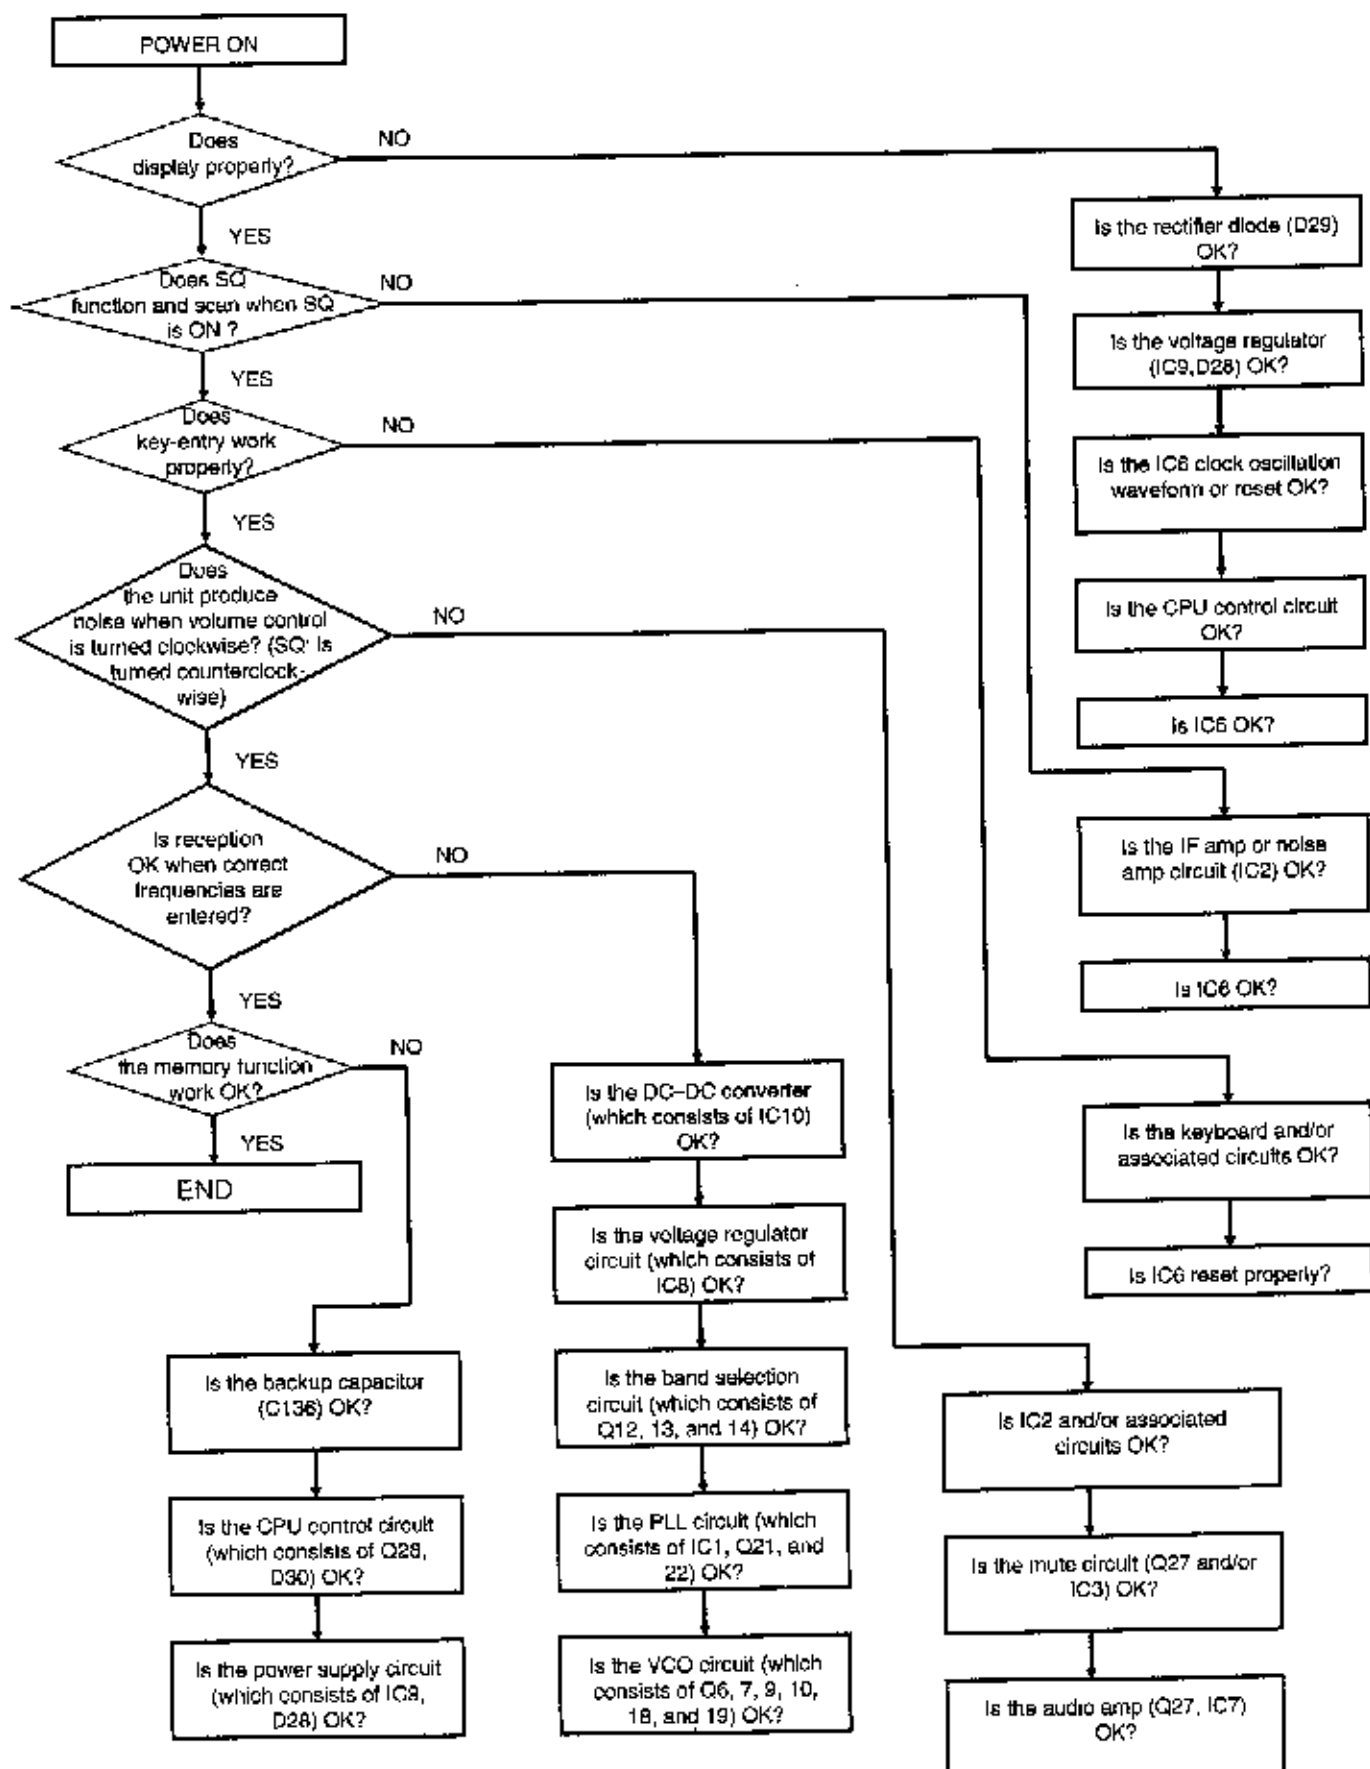 POWER ON
Does
display properly?
NO
YES
Does SQ
function and scan when SQ
is ON ?
NO
YES
Does
key-entry work
properly?
NO
YES
Does
the unit produce
noise when volume control
is turned clockwise? (SQ' Is
turned counterclock-
wise)
NO
YES
Is reception
OK when correct
frequencies are
entered?
NO
YES
Does
the memory function
work OK?
NO
YES
END
Is the rectifier diode (D29)
OK?
Is the voltage regulator
(IC9,D28) OK?
Is the IC6 clock oscillation
waveform or reset OK?
Is the CPU control circuit
OK?
Is IC6 OK?
Is the IF amp or noise
amp circuit (IC2) OK?
Is IC6 OK?
Is the keyboard and/or
associated circuits OK?
Is IC6 reset properly?
Is IC2 and/or associated
circuits OK?
Is the mute circuit (Q27 and/or
IC3) OK?
Is the audio amp (Q27, IC7)
OK?
Is the DC–DC converter
(which consists of IC10)
OK?
Is the voltage regulator
circuit (which consists of
IC8) OK?
Is the band selection
circuit (which consists of
Q12, 13, and 14) OK?
Is the PLL circuit (which
consists of IC1, Q21, and
22) OK?
Is the VCO circuit (which
consists of Q6, 7, 9, 10,
18, and 19) OK?
Is the backup capacitor
(C136) OK?
Is the CPU control circuit
(which consists of Q28,
D30) OK?
Is the power supply circuit
(which consists of IC9,
D28) OK?